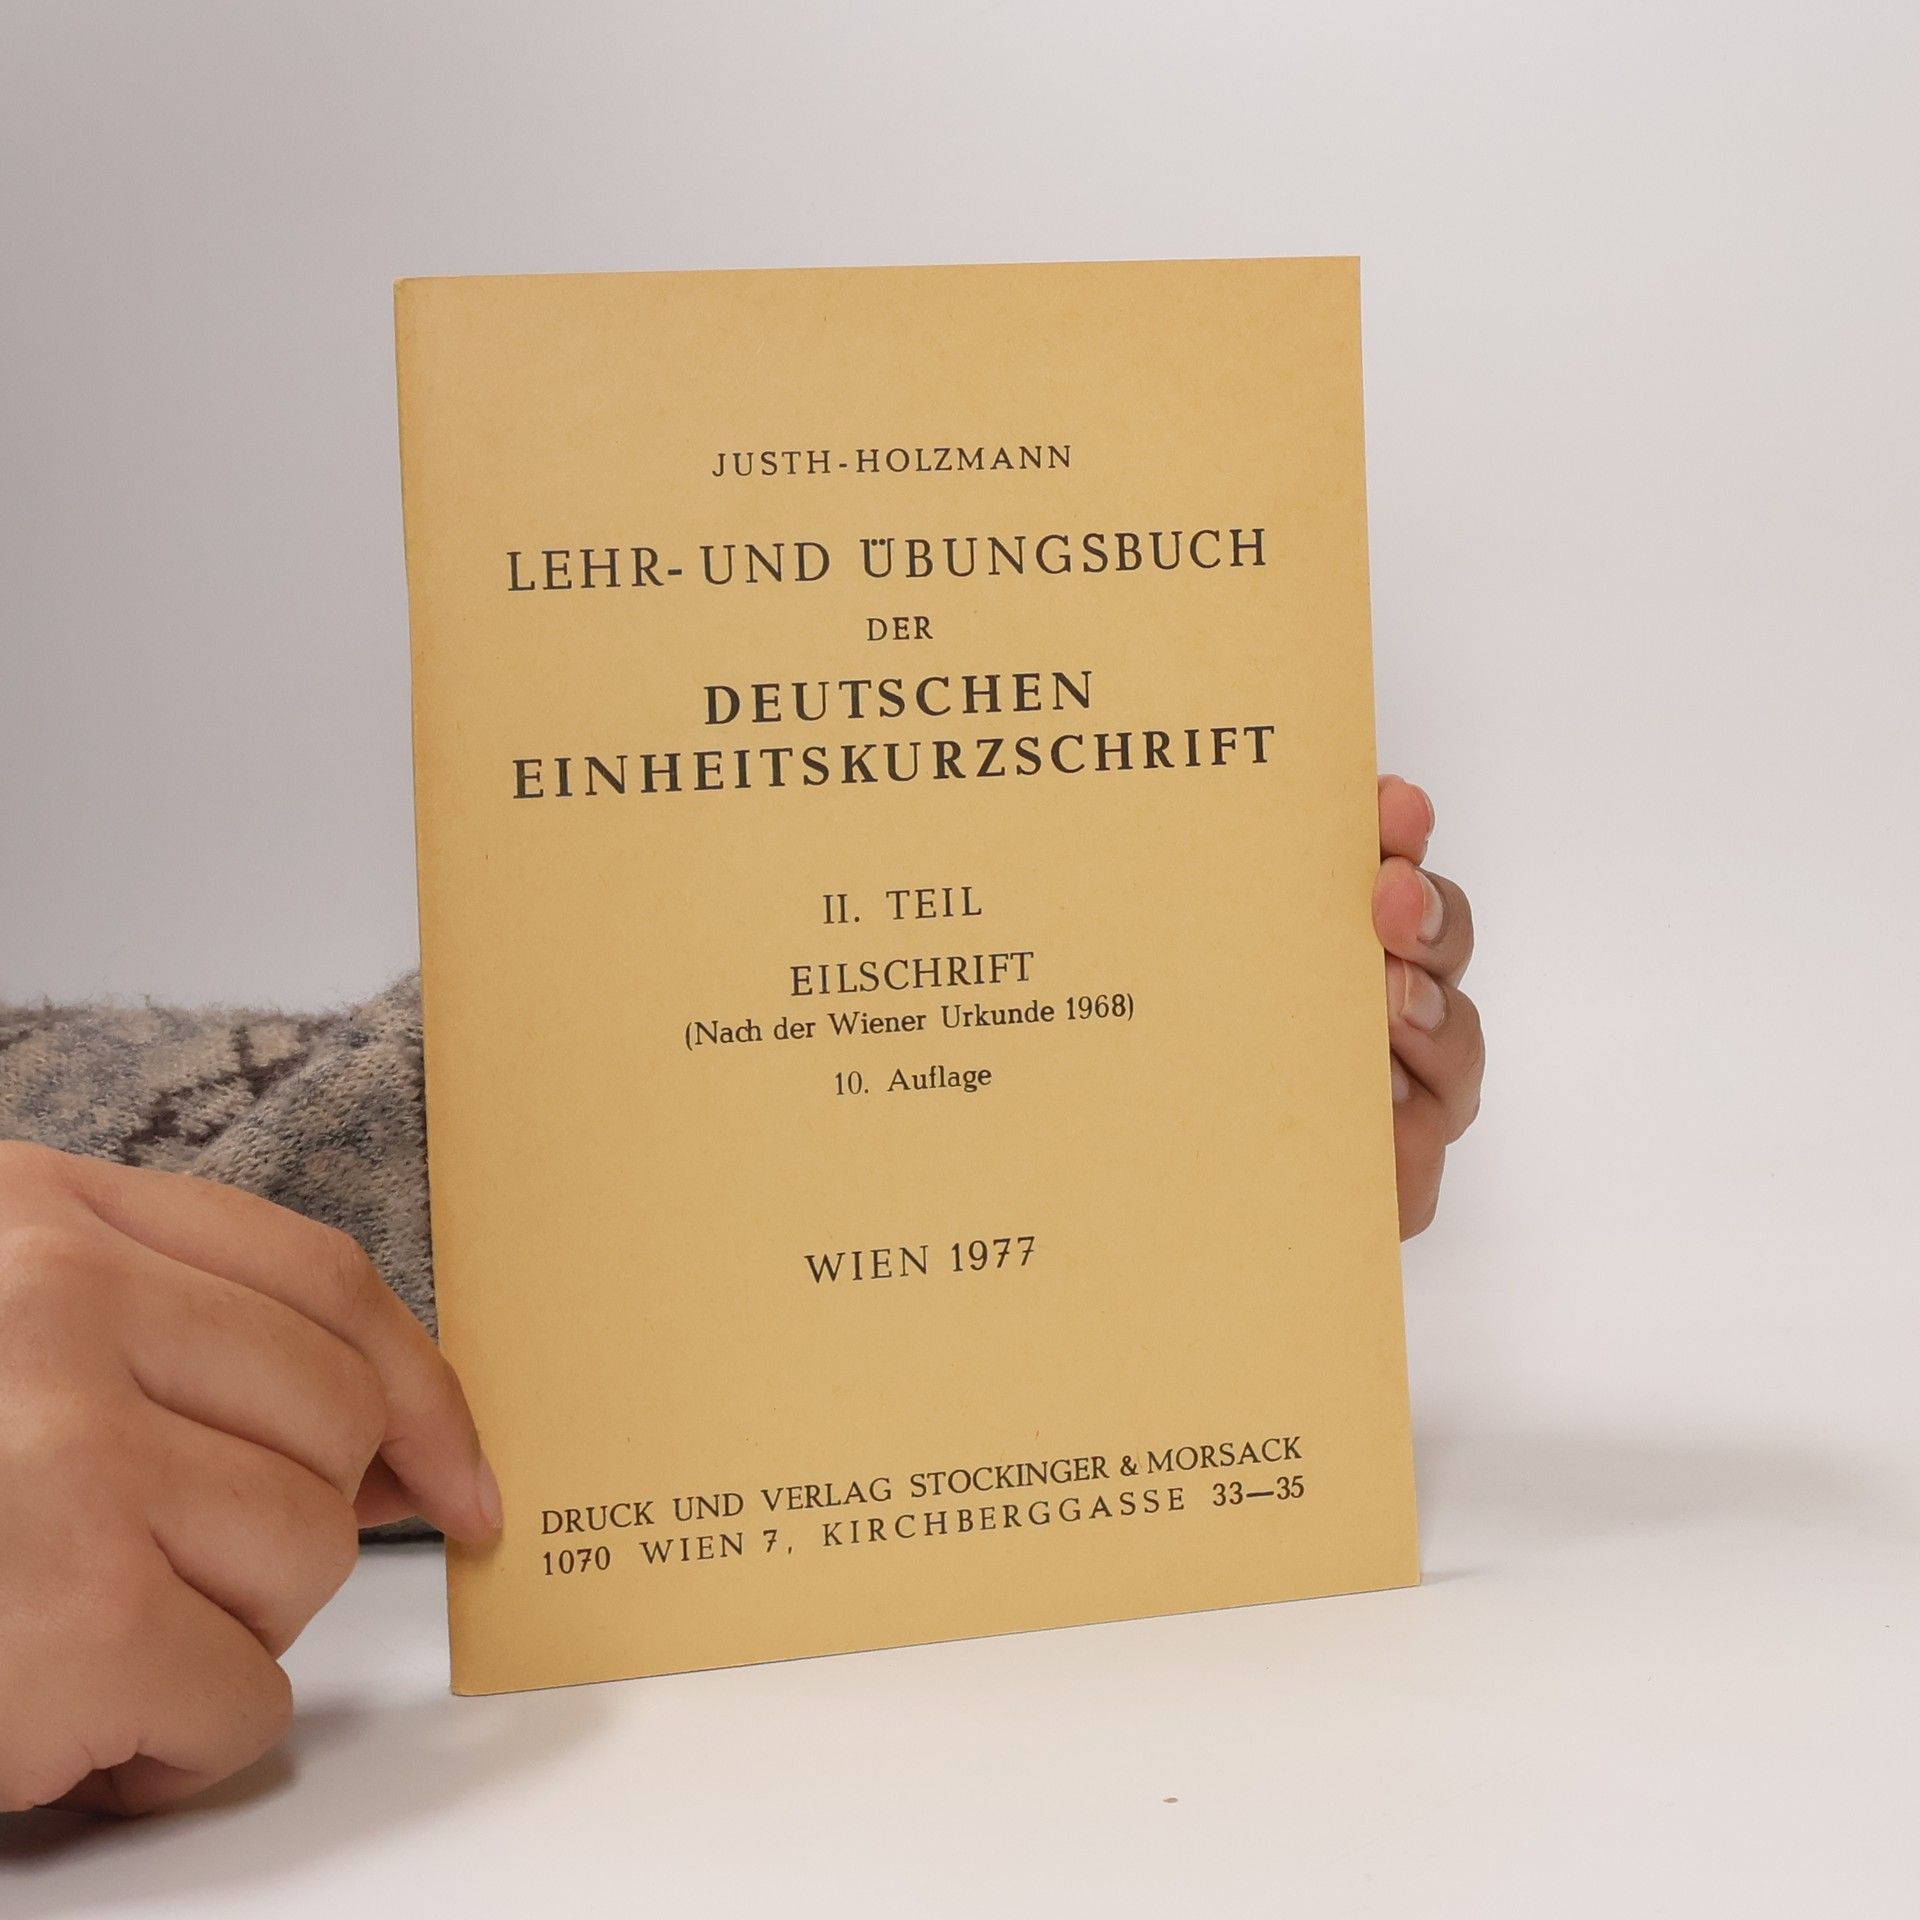 JUSTH-HOLZMANN
LEHR- UND ÜBUNGSBUCH
DER
DEUTSCHEN
EINHEITSKURZSCHRIFT
II. TEIL
EILSCHRIFT
(Nach der Wiener Urkunde 1968)
10. Auflage
WIEN 1977
DRUCK UND VERLAG STOCKINGER & MORSACK
1070 WIEN 7, KIRCHBERGGASSE 33—35